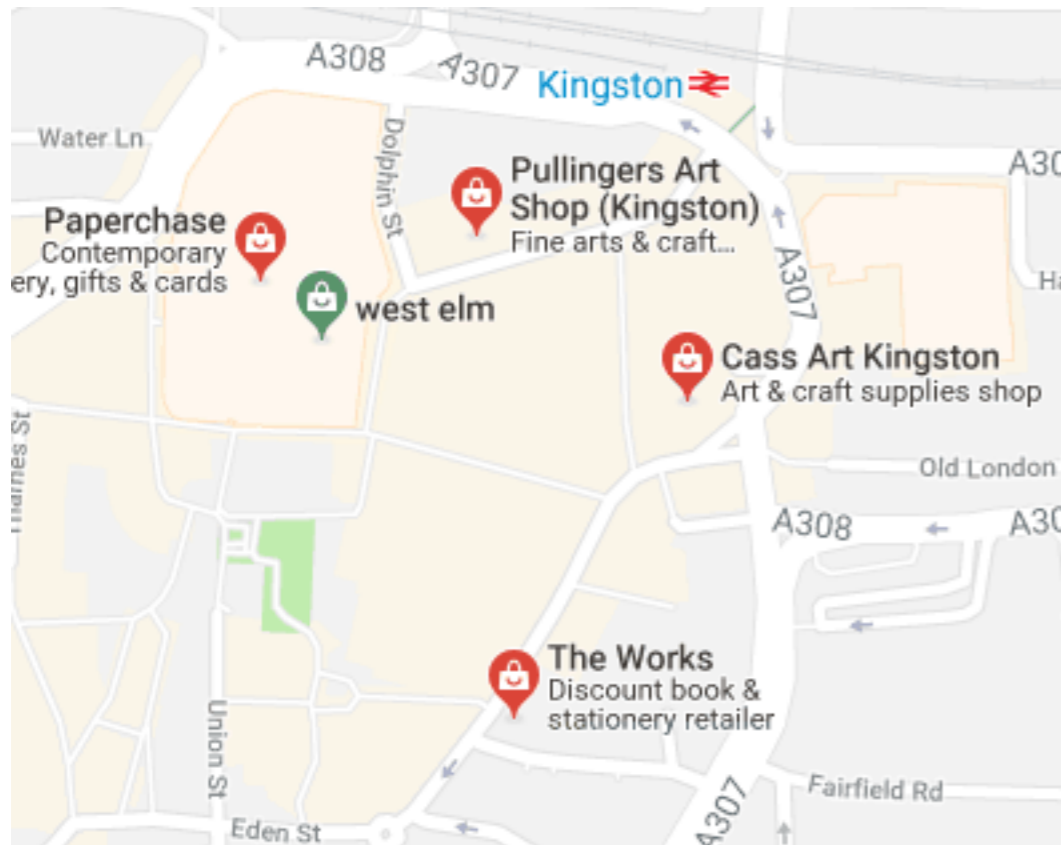 A308
A307
Kingston
Water Ln
Dolphin St
A30
Pullingers Art
Shop (Kingston)
Fine arts & craft...
Paperchase
Contemporary
ery, gifts & cards
west elm
A307
Ha
Cass Art Kingston
Art & craft supplies shop
Thames St
Old London
A308
A30
The Works
Discount book &
stationery retailer
Union St
Fairfield Rd
A307
Eden St